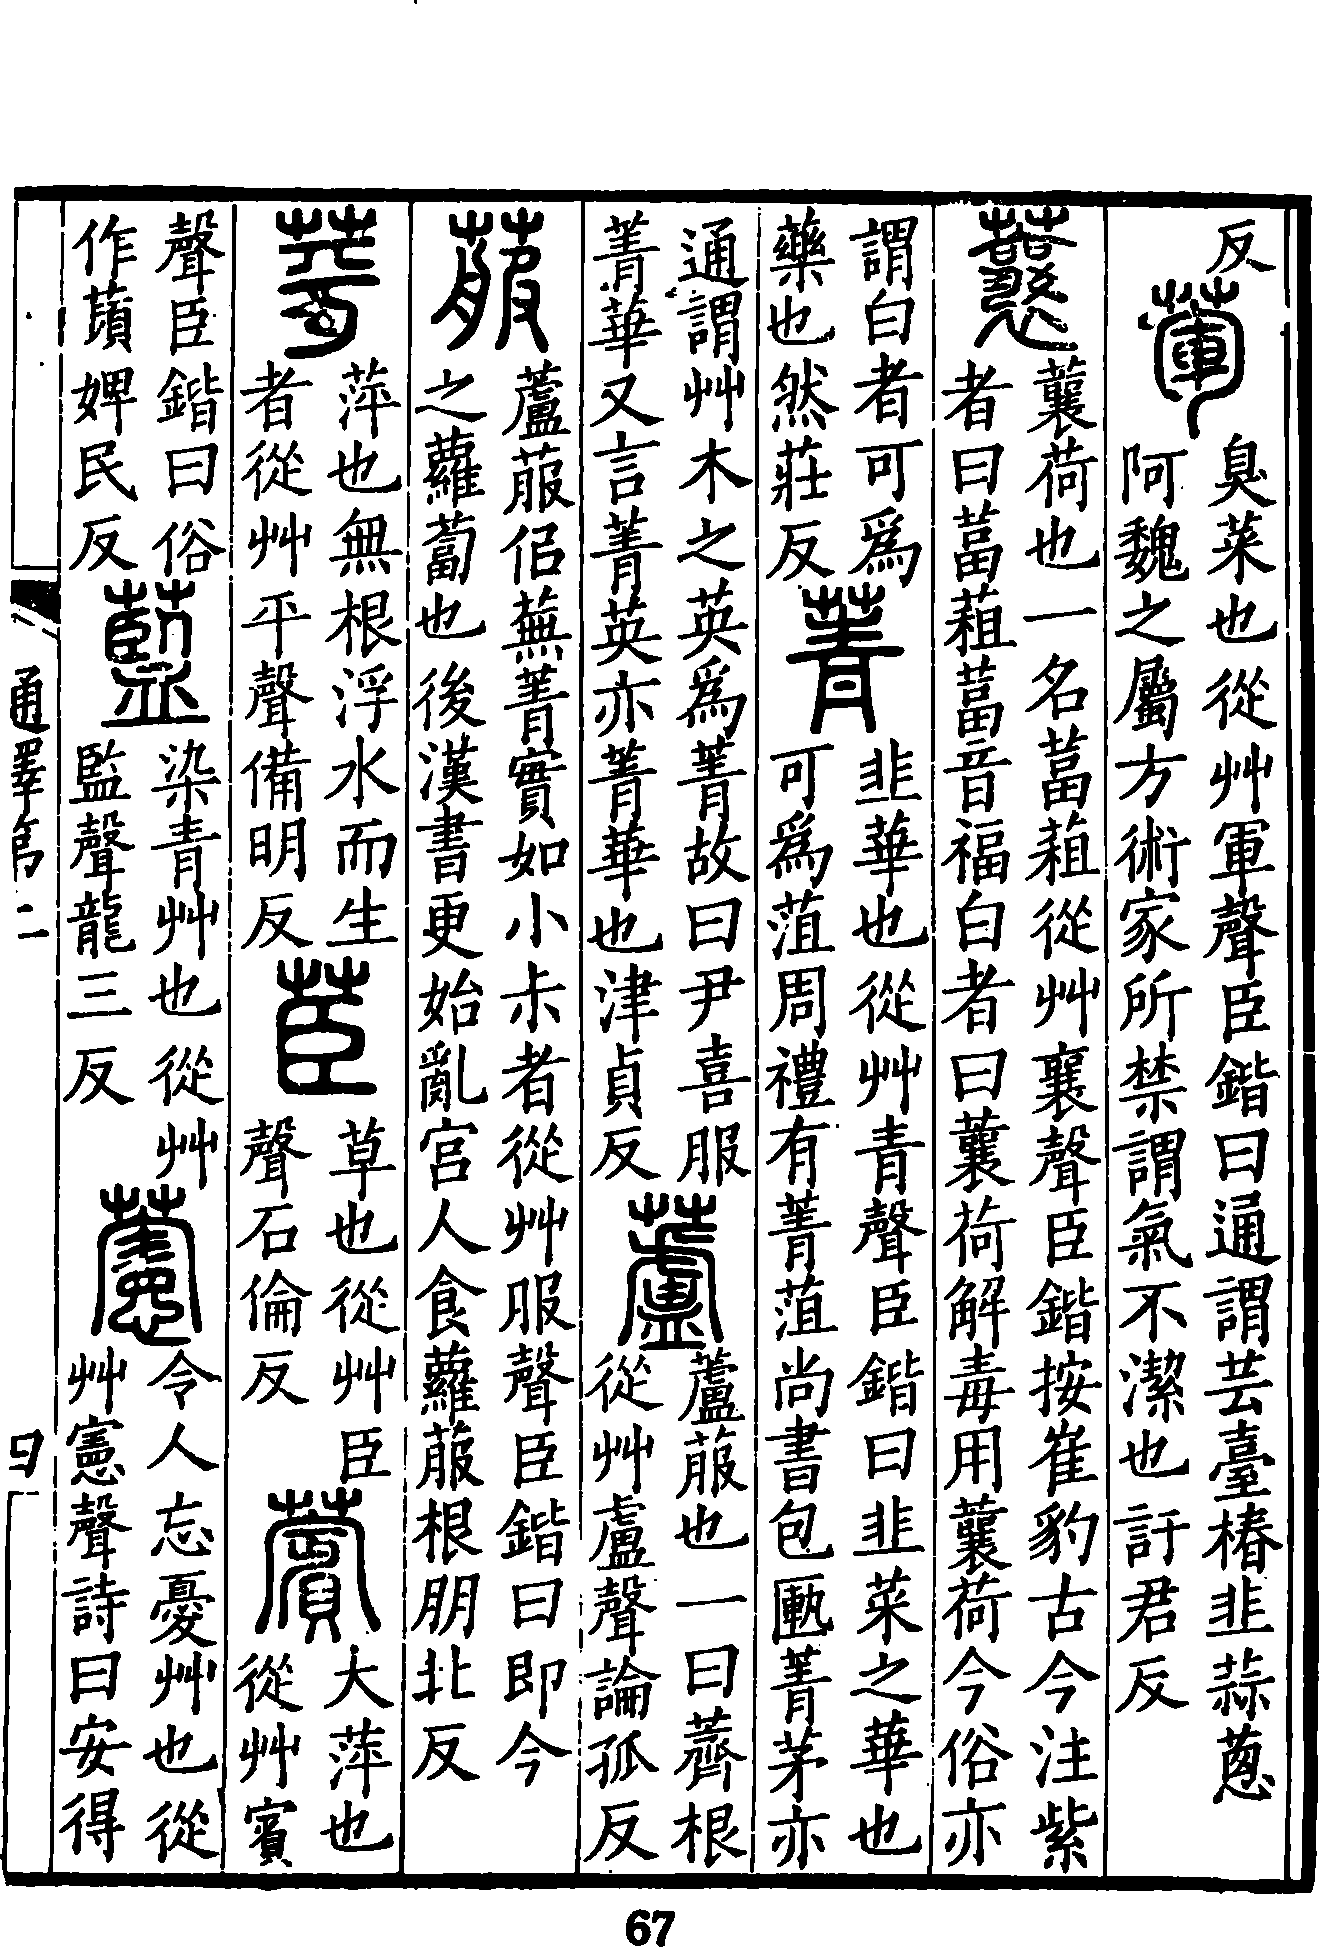 反
葷
臭菜也從艸軍聲臣鍇曰通謂芸臺椿韭蒜蔥
阿魏之屬方術家所禁謂氣不潔也訏君反
蘘
蘘荷也一名葍蒩從艸襄聲臣鍇按崔豹古今注紫
者曰葍蒩葍音福白者曰蘘荷解毒用蘘荷今俗亦
謂白者可爲
藥也然莊反
菁
韭華也從艸青聲臣鍇曰韭菜之華也
可爲菹周禮有菁菹尚書包匭菁茅亦
通謂艸木之英爲菁故曰尹喜服
菁華又言菁英亦菁華也津貞反
蘆
蘆菔也一曰薺根
從艸盧聲論孤反
菔
蘆菔佀蕪菁實如小尗者從艸服聲臣鍇曰即今
之蘿蔔也後漢書更始亂宮人食蘿菔根朋北反
苹
萍也無根浮水而生
者從艸平聲備明反
茞
草也從艸臣
聲石倫反
薲
大萍也
從艸賓
聲臣鍇曰俗
作蘋婢民反
藍
染青艸也從艸
監聲龍三反
藼
令人忘憂艸也從
艸憲聲詩曰安得
通釋第二
67